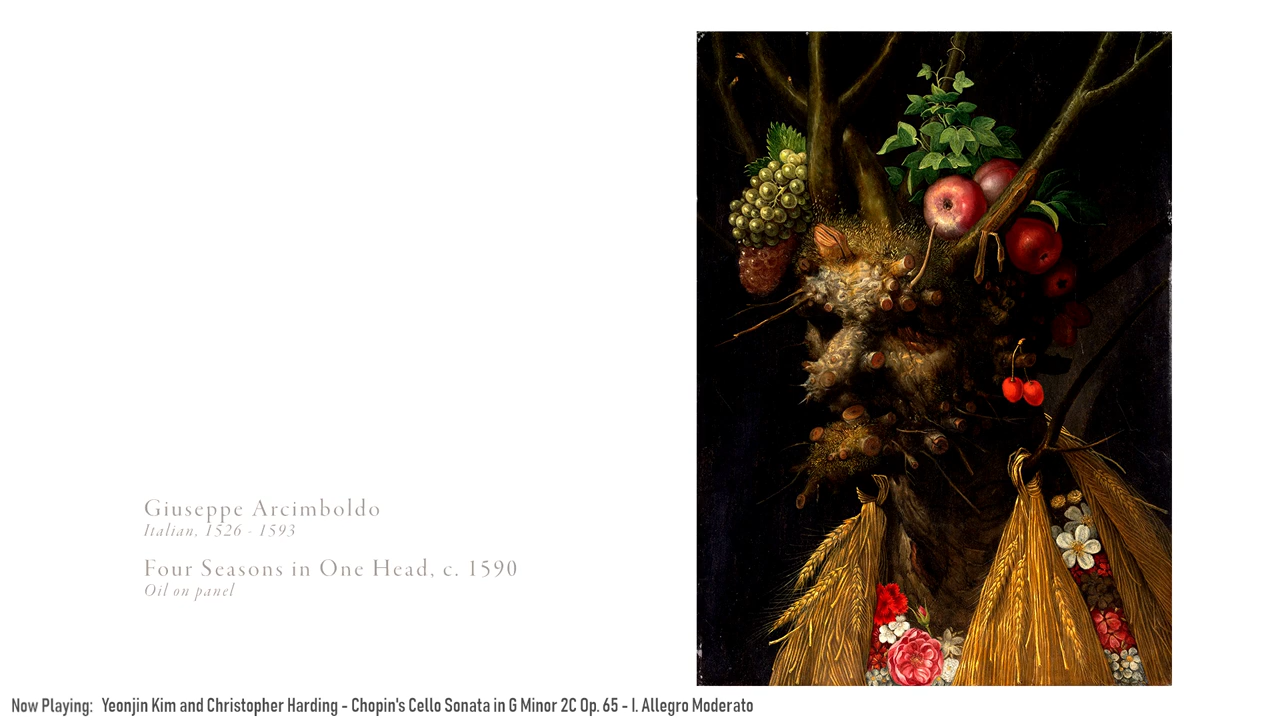 Giuseppe Arcimboldo
Italian, 1526 - 1593
Four Seasons in One Head, c. 1590
Oil on panel
Now Playing: Yeonjin Kim and Christopher Harding - Chopin's Cello Sonata in G Minor 2C Op. 65 - I. Allegro Moderato